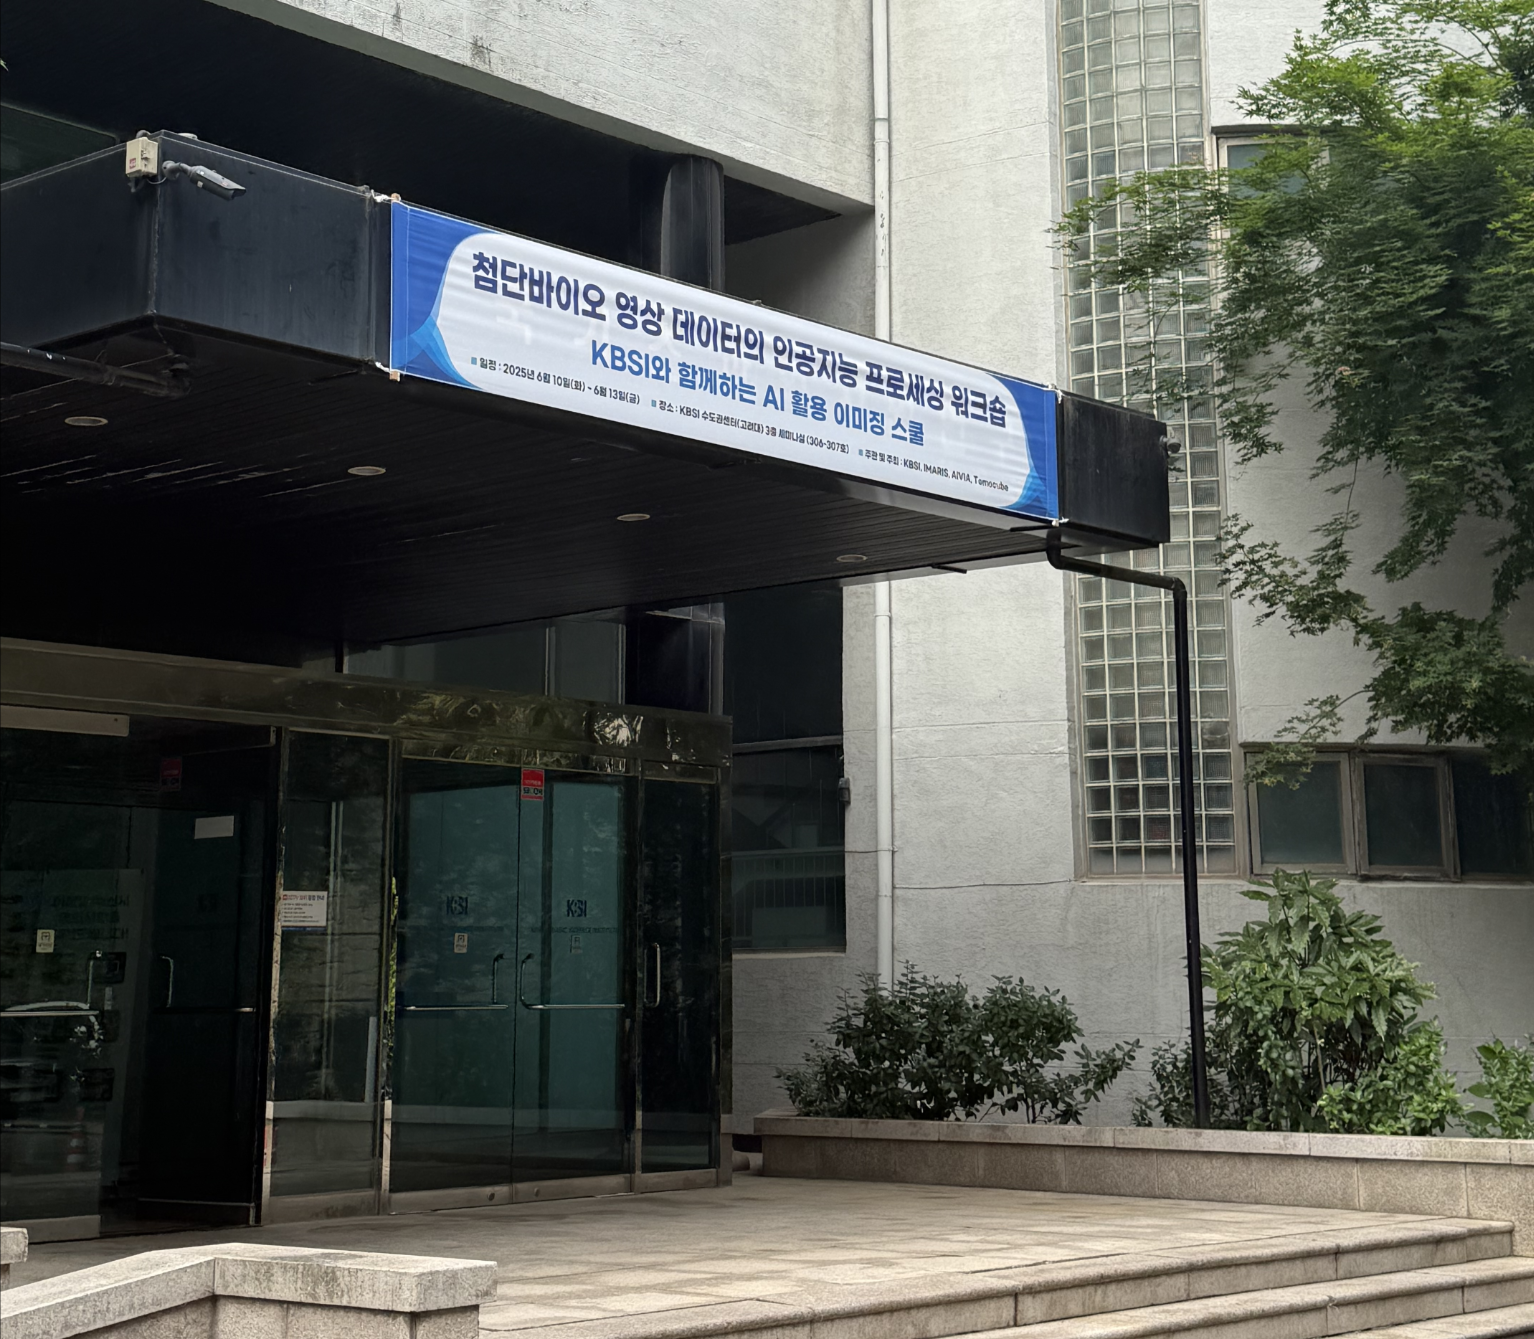 첨단바이오 영상 데이터의 인공지능 프로세싱 워크숍
KBSI와 함께하는 AI 활용 이미징 스쿨
일정 : 2025년 6월 10일(화) ~ 6월 13일(금) 장소 : KBSI 수도권센터(고려대) 3층 세미나실 (306-307호) 주관 및 주최 : KBSI, IMARIS, AIVIA, Tomocube
KBSI
KBSI